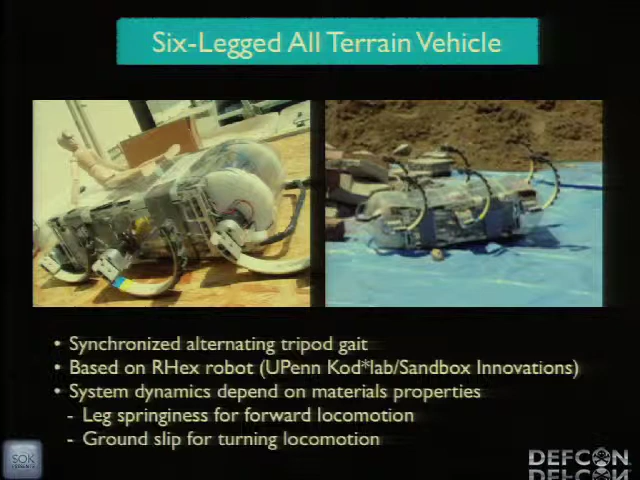 Six-Legged All Terrain Vehicle
• Synchronized alternating tripod gait
• Based on RHex robot (UPenn Kod*lab/Sandbox Innovations)
• System dynamics depend on materials properties
- Leg springiness for forward locomotion
- Ground slip for turning locomotion
SOK
DEFCON